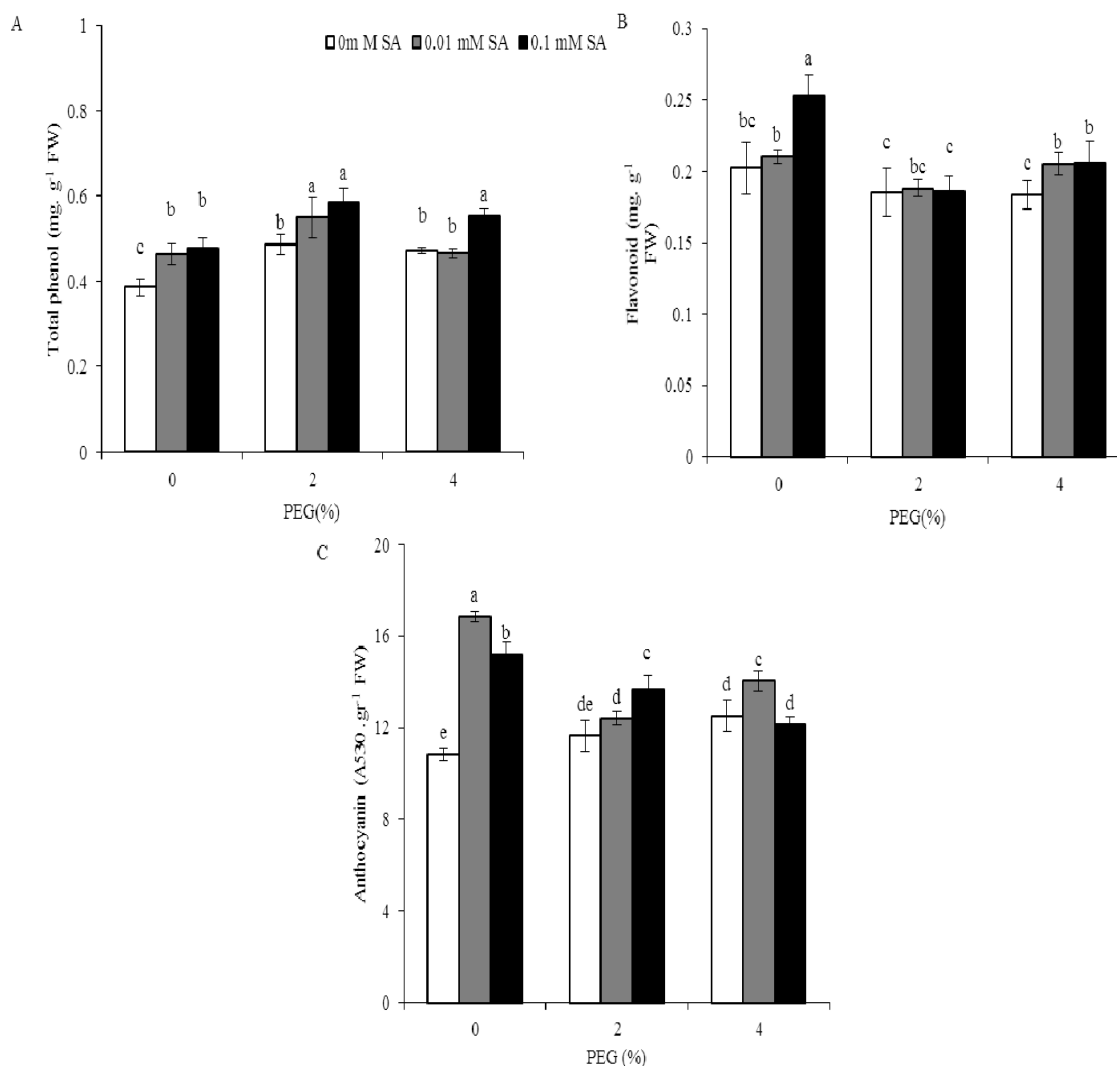 A
0m M SA 0.01 mM SA 0.1 mM SA
Total phenol (mg. g-1 FW)
1
0.8
0.6
0.4
0.2
0
c b b b a a b b a
0 2 4
PEG(%)
B
Flavonoid (mg. g-1
FW)
0.3
0.25
0.2
0.15
0.1
0.05
0
bc b a c bc c c b b
0 2 4
PEG(%)
C
Anthocyanin (A530 .gr-1 FW)
20
16
12
8
4
0
e a b de d c d c d
0 2 4
PEG (%)